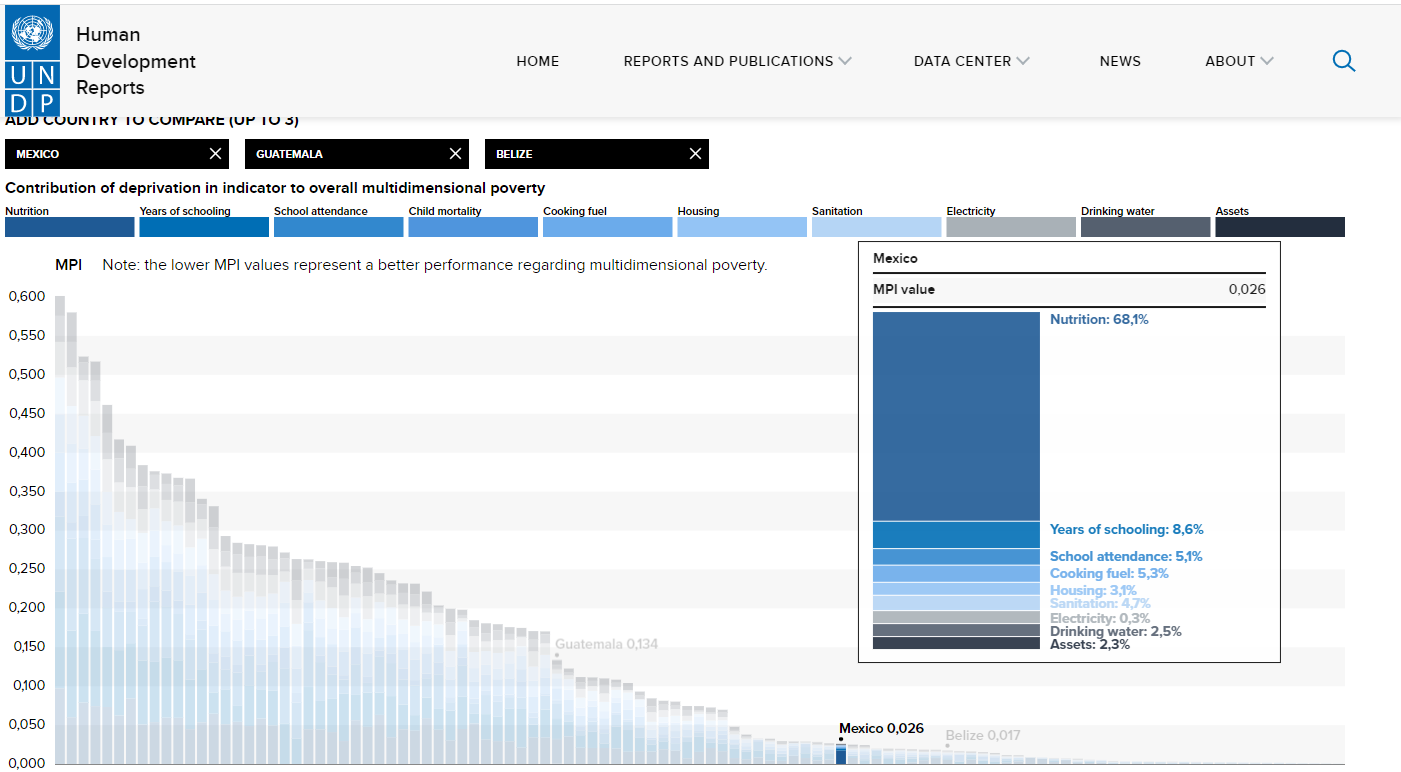 Human
Development
Reports
U N
D P
HOME
REPORTS AND PUBLICATIONS
DATA CENTER
NEWS
ABOUT
ADD COUNTRY TO COMPARE (UP TO 3)
MEXICO
GUATEMALA
BELIZE
Contribution of deprivation in indicator to overall multidimensional poverty
Nutrition
Years of schooling
School attendance
Child mortality
Cooking fuel
Housing
Sanitation
Electricity
Drinking water
Assets
MPI Note: the lower MPI values represent a better performance regarding multidimensional poverty.
0,600
0,550
0,500
0,450
0,400
0,350
0,300
0,250
0,200
0,150
0,100
0,050
0,000
Guatemala 0,134
Mexico 0,026
Belize 0,017
Mexico
MPI value 0,026
Nutrition: 68,1%
Years of schooling: 8,6%
School attendance: 5,1%
Cooking fuel: 5,3%
Housing: 3,1%
Sanitation: 4,7%
Electricity: 0,3%
Drinking water: 2,5%
Assets: 2,3%